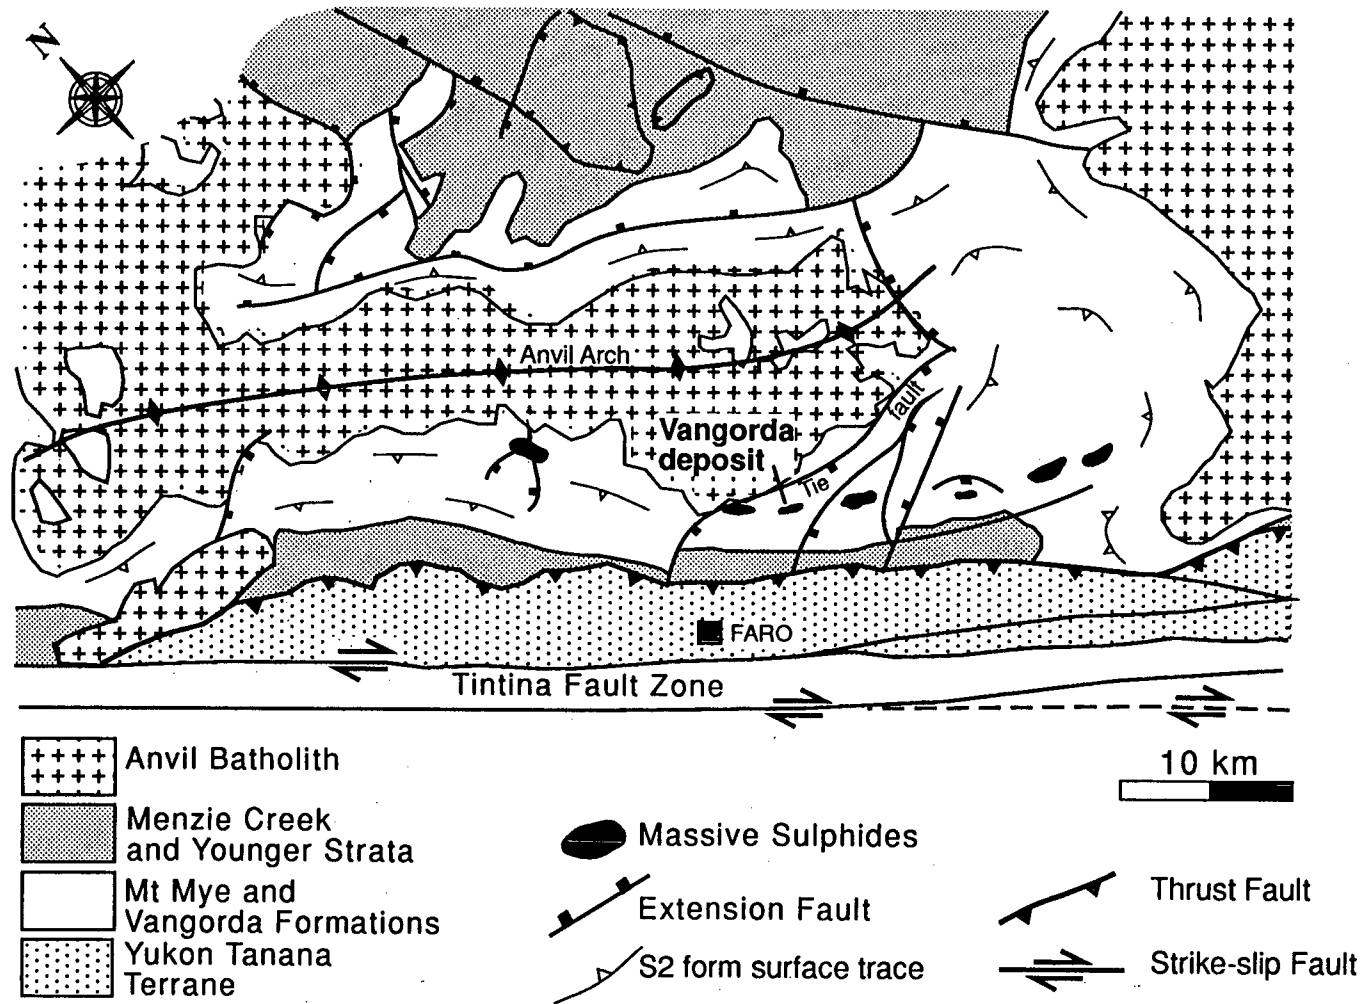 N
Anvil Arch
Vangorda
deposit
fault
Tie
FARO
Tintina Fault Zone
10 km
Anvil Batholith
Menzie Creek
and Younger Strata
Mt Mye and
Vangorda Formations
Yukon Tanana
Terrane
Massive Sulphides
Extension Fault
S2 form surface trace
Thrust Fault
Strike-slip Fault